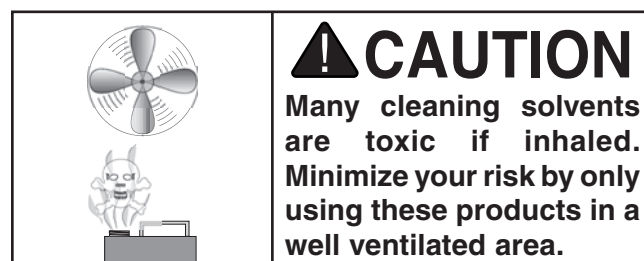 CAUTION
Many cleaning solvents
are toxic if inhaled.
Minimize your risk by only
using these products in a
well ventilated area.